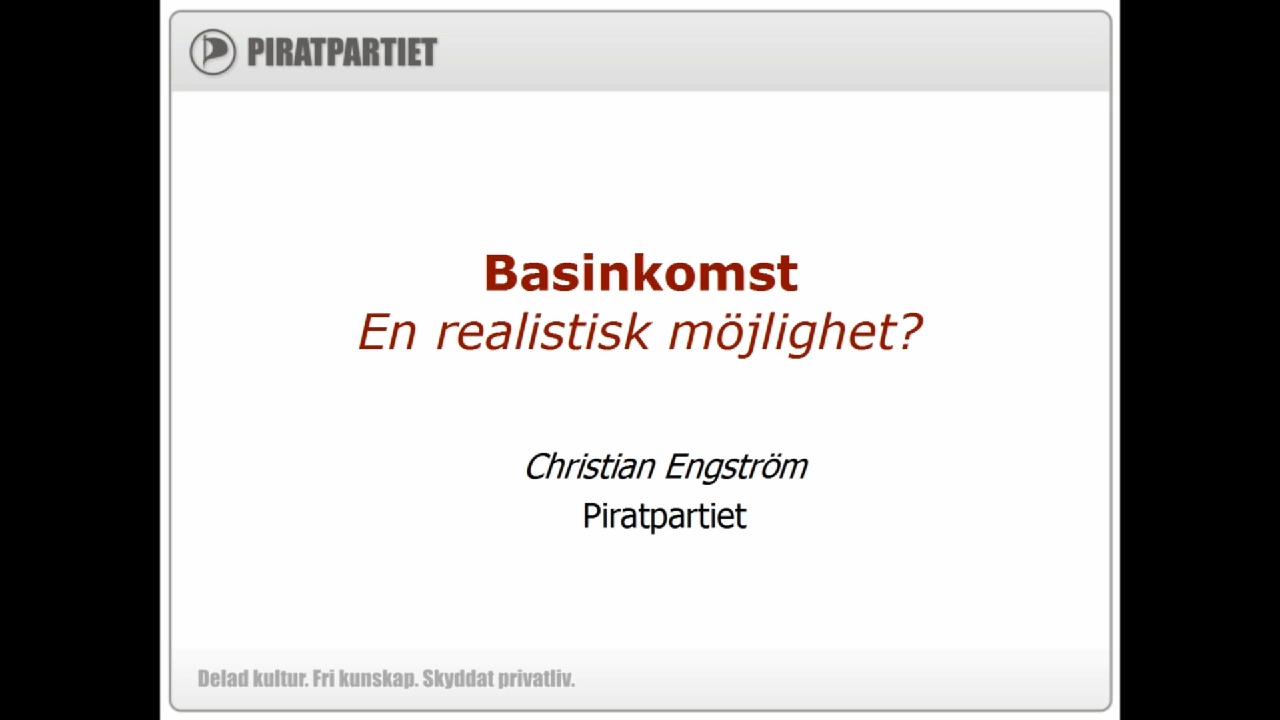 PIRATPARTIET
Basinkomst
En realistisk möjlighet?
Christian Engström
Piratpartiet
Delad kultur. Fri kunskap. Skyddat privatliv.